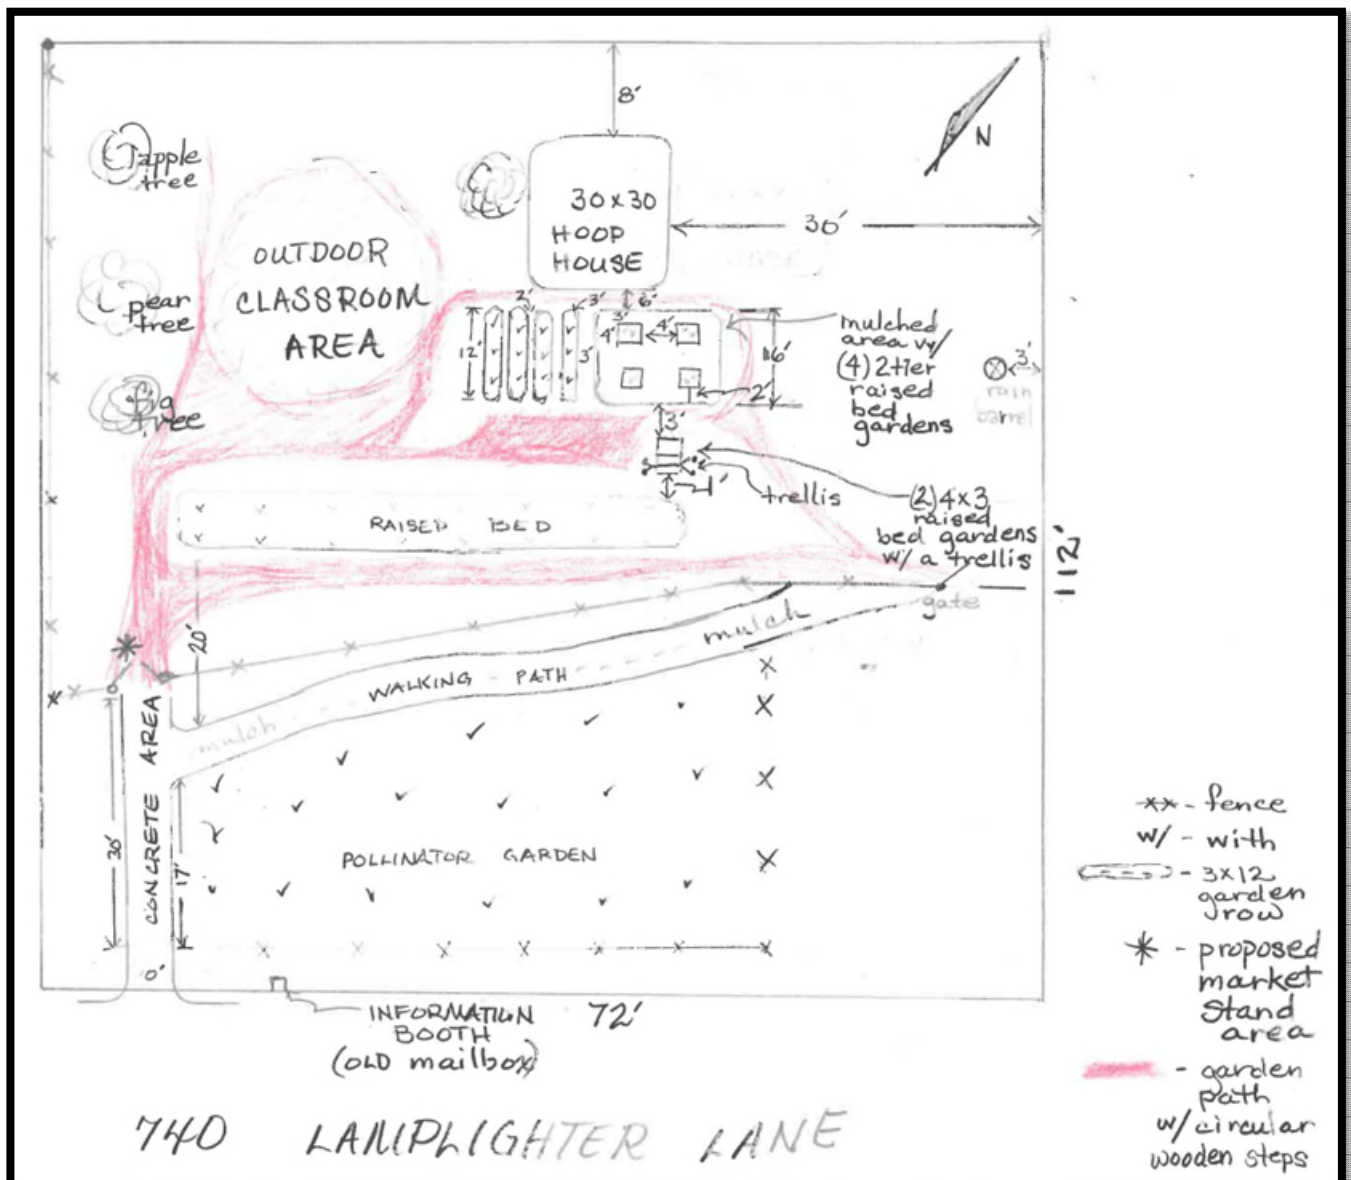 8'
N
apple
tree
30x30
HOOP
HOUSE
30'
OUTDOOR
CLASSROOM
AREA
pear
tree
2'
3'
6'
12'
3'
4'
4'
3'
16'
2'
mulched
area w/
(4) 2 tier
raised
bed
gardens
3'
rain
barrel
fig
tree
3'
1'
trellis
(2) 4x3
raised
bed gardens
w/ a trellis
RAISED BED
112'
gate
20'
mulch
WALKING - PATH
mulch
CONCRETE AREA
30'
17'
0'
POLLINATOR GARDEN
INFORMATION
BOOTH
(OLD mailbox)
72'
xx - fence
w/ - with
- 3x12
garden
row
* - proposed
market
stand
area
- garden
path
w/ circular
wooden steps
740 LAMPLIGHTER LANE